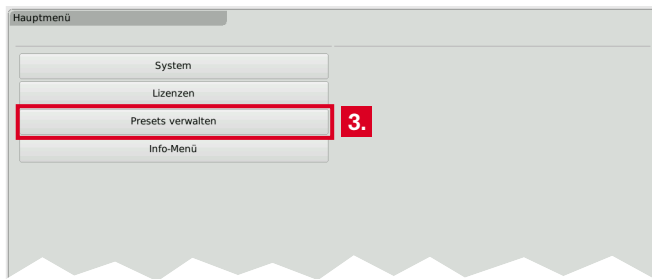 Hauptmenü
System
Lizenzen
Presets verwalten
3.
Info-Menü